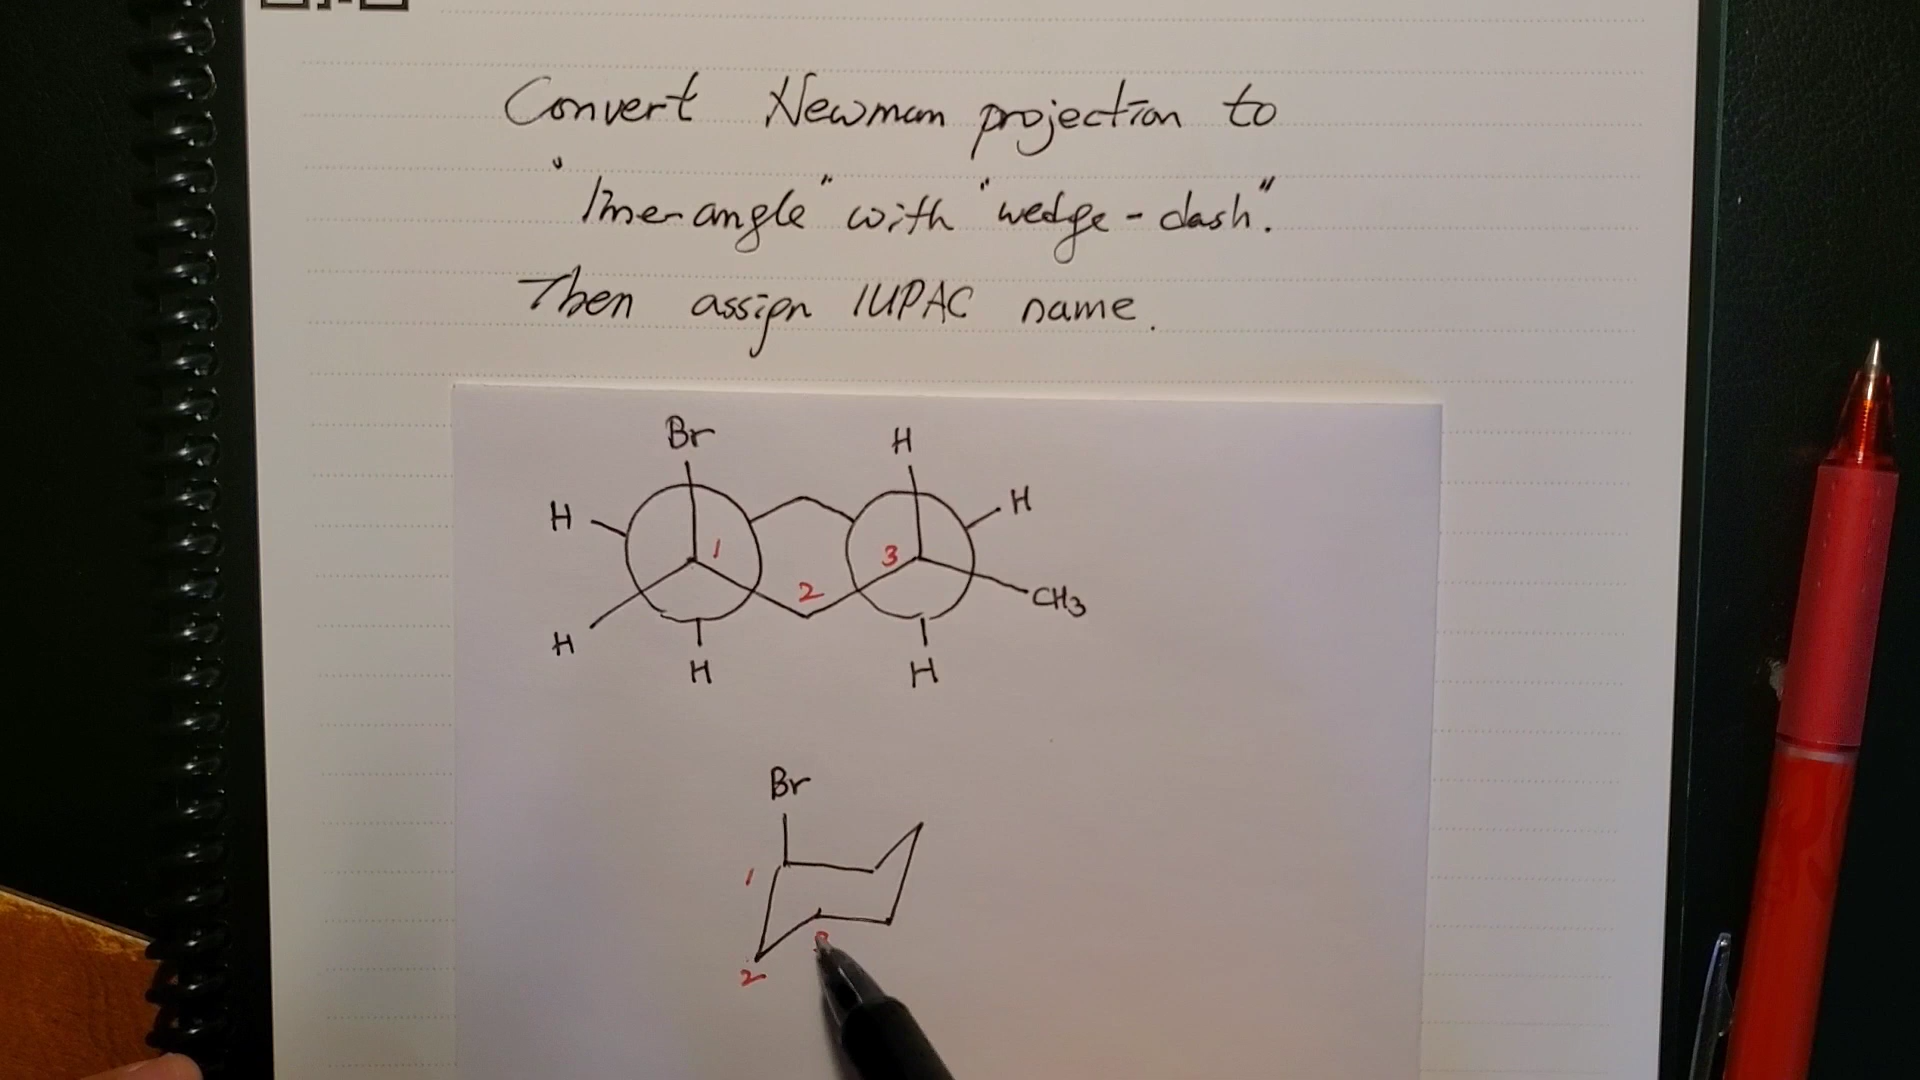 Convert Newman projection to
"line-angle" with "wedge-dash".
Then assign IUPAC name.
Br H
H H
1 3
2 CH3
H
H H
Br
1
3
2